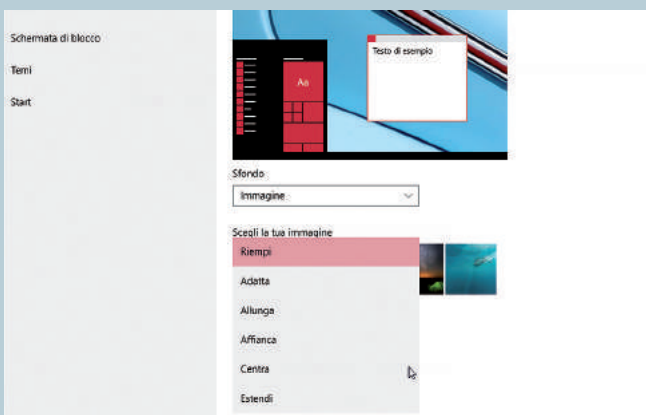 Schermata di blocco
Temi
Start
Testo di esempio
Aa
Sfondo
Immagine
Scegli la tua immagine
Riempi
Adatta
Allunga
Affianca
Centra
Estendi